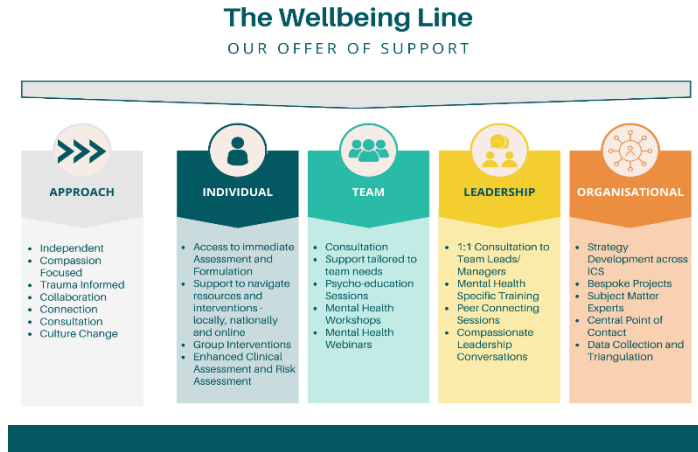 The Wellbeing Line
OUR OFFER OF SUPPORT
APPROACH
• Independent
• Compassion
Focused
• Trauma Informed
• Collaboration
• Connection
• Consultation
• Culture Change
INDIVIDUAL
• Access to immediate
Assessment and
Formulation
• Support to navigate
resources and
interventions -
locally, nationally
and online
• Group Interventions
• Enhanced Clinical
Assessment and Risk
Assessment
TEAM
• Consultation
• Support tailored to
team needs
• Psycho-education
Sessions
• Mental Health
Workshops
• Mental Health
Webinars
LEADERSHIP
• 1:1 Consultation to
Team Leads/
Managers
• Mental Health
Specific Training
• Peer Connecting
Sessions
• Compassionate
Leadership
Conversations
ORGANISATIONAL
• Strategy
Development across
ICS
• Bespoke Projects
• Subject Matter
Experts
• Central Point of
Contact
• Data Collection and
Triangulation